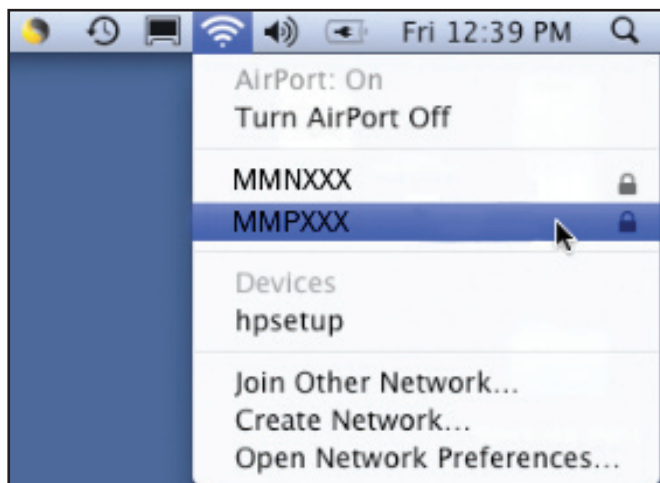 Fri 12:39 PM
AirPort: On
Turn AirPort Off
MMNXXX
MMPXXX
Devices
hpsetup
Join Other Network...
Create Network...
Open Network Preferences...